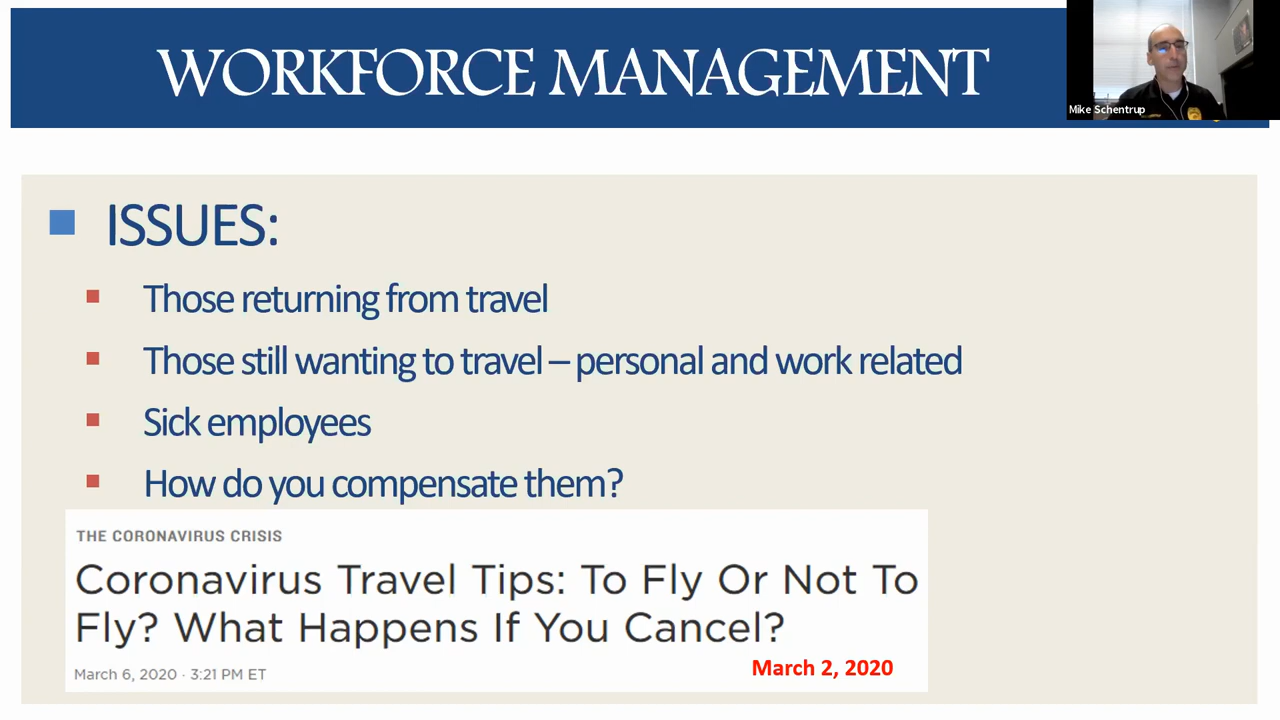 WORKFORCE MANAGEMENT
Mike Schentrup
ISSUES:
Those returning from travel
Those still wanting to travel – personal and work related
Sick employees
How do you compensate them?
THE CORONAVIRUS CRISIS
Coronavirus Travel Tips: To Fly Or Not To
Fly? What Happens If You Cancel?
March 6, 2020 · 3:21 PM ET
March 2, 2020